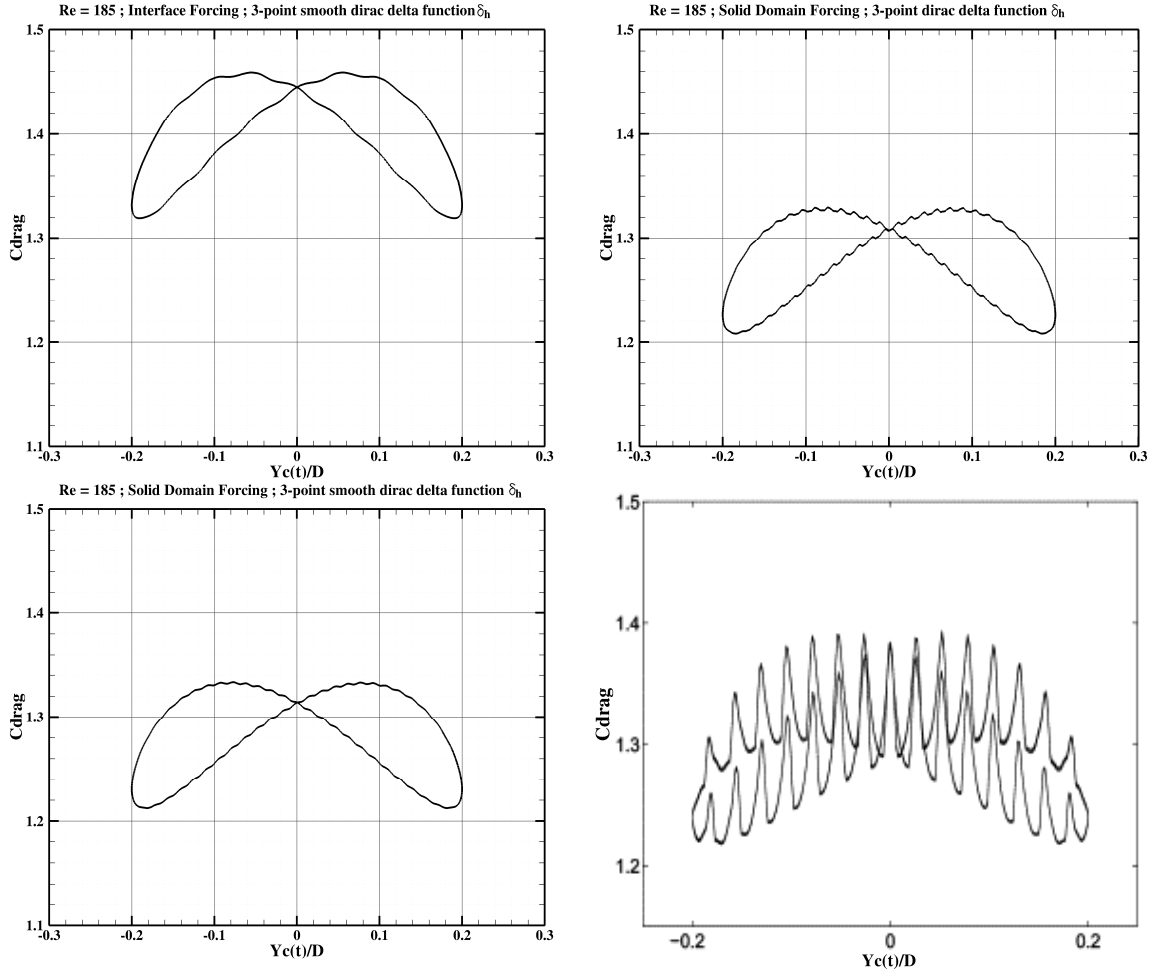 Re = 185 ; Interface Forcing ; 3-point smooth dirac delta function δh
1.5
1.4
1.3
1.2
1.1
Cdrag
-0.3 -0.2 -0.1 0 0.1 0.2 0.3
Yc(t)/D
Re = 185 ; Solid Domain Forcing ; 3-point dirac delta function δh
1.5
1.4
1.3
1.2
1.1
Cdrag
-0.3 -0.2 -0.1 0 0.1 0.2 0.3
Yc(t)/D
Re = 185 ; Solid Domain Forcing ; 3-point smooth dirac delta function δh
1.5
1.4
1.3
1.2
1.1
Cdrag
-0.3 -0.2 -0.1 0 0.1 0.2 0.3
Yc(t)/D
1.5
1.4
1.3
1.2
Cdrag
−0.2 0 0.2
Yc(t)/D